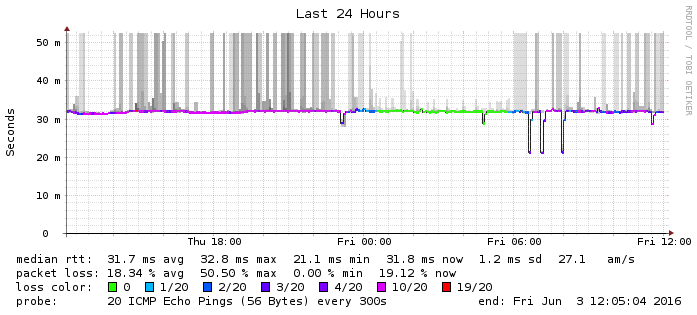 Last 24 Hours
RRDTOOL / TOBI OETIKER
Seconds
50 m
40 m
30 m
20 m
10 m
0
Thu 18:00 Fri 00:00 Fri 06:00 Fri 12:00
median rtt: 31.7 ms avg 32.8 ms max 21.1 ms min 31.8 ms now 1.2 ms sd 27.1 am/s
packet loss: 18.34 % avg 50.50 % max 0.00 % min 19.12 % now
loss color: 0 1/20 2/20 3/20 4/20 10/20 19/20
probe: 20 ICMP Echo Pings (56 Bytes) every 300s end: Fri Jun 3 12:05:04 2016